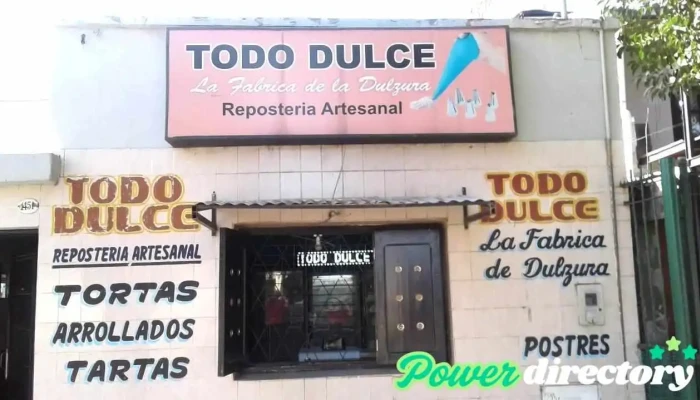 TODO DULCE
La Fabrica de la Dulzura
Reposteria Artesanal
TODO
DULCE
REPOSTERIA ARTESANAL
TORTAS
ARROLLADOS
TARTAS
TODO DULCE
TODO
DULCE
La Fabrica
de Dulzura
POSTRES
Power directory